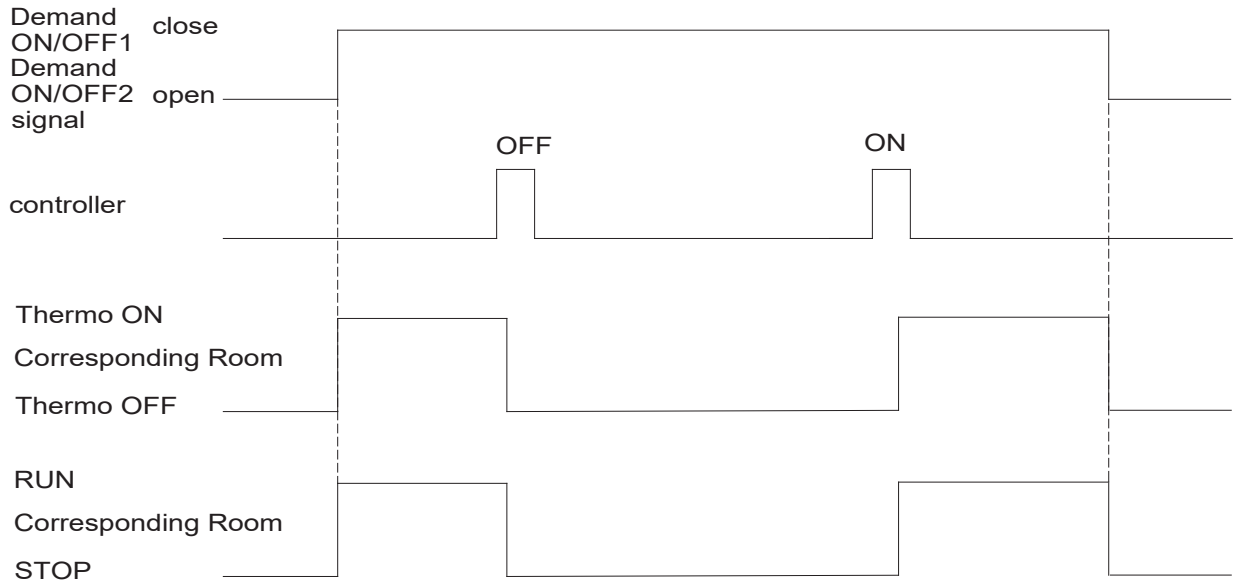 Demand
ON/OFF1
close
Demand
ON/OFF2
open
signal
OFF
ON
controller
Thermo ON
Corresponding Room
Thermo OFF
RUN
Corresponding Room
STOP